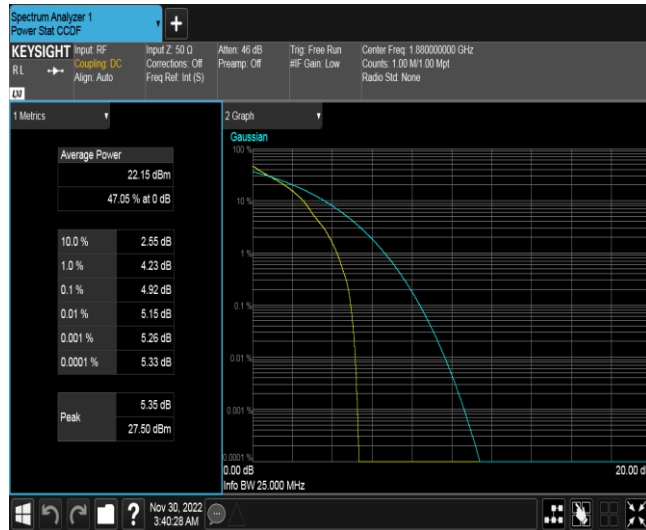 Spectrum Analyzer 1
Power Stat CCDF
+
KEYSIGHT
RL
LXI
Input: RF
Coupling: DC
Align: Auto
Input Z: 50 Ω
Corrections: Off
Freq Ref: Int (S)
Atten: 46 dB
Preamp: Off
Trig: Free Run
#IF Gain: Low
Center Freq: 1.880000000 GHz
Counts: 1.00 M/1.00 Mpt
Radio Std: None
1 Metrics
Average Power
22.15 dBm
47.05 % at 0 dB
10.0 % 2.55 dB
1.0 % 4.23 dB
0.1 % 4.92 dB
0.01 % 5.15 dB
0.001 % 5.26 dB
0.0001 % 5.33 dB
Peak
5.35 dB
27.50 dBm
2 Graph
Gaussian
100 %
10 %
1 %
0.1 %
0.01 %
0.001 %
0.0001 %
0.00 dB
20.00 d
Info BW 25.000 MHz
?
Nov 30, 2022
3:40:28 AM